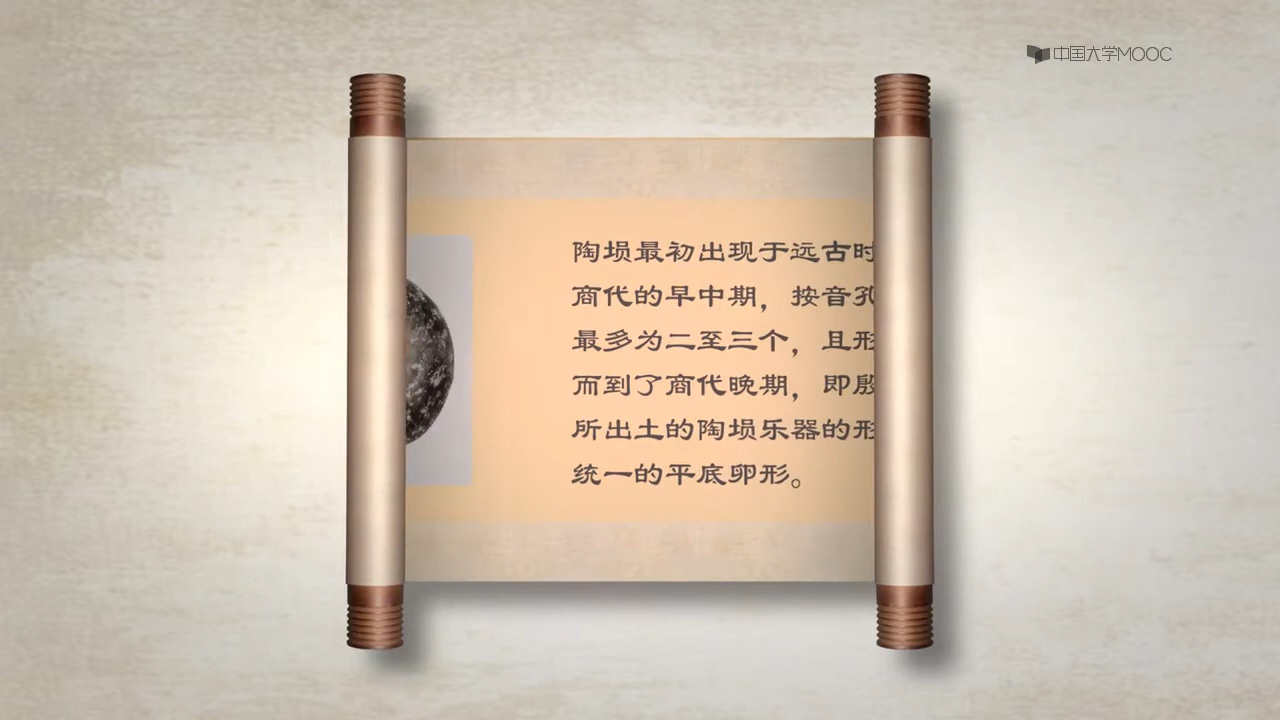 中国大学MOOC
陶埙最初出现于远古时
商代的早中期，按音孔
最多为二至三个，且形
而到了商代晚期，即殷
所出土的陶埙乐器的形
统一的平底卵形。